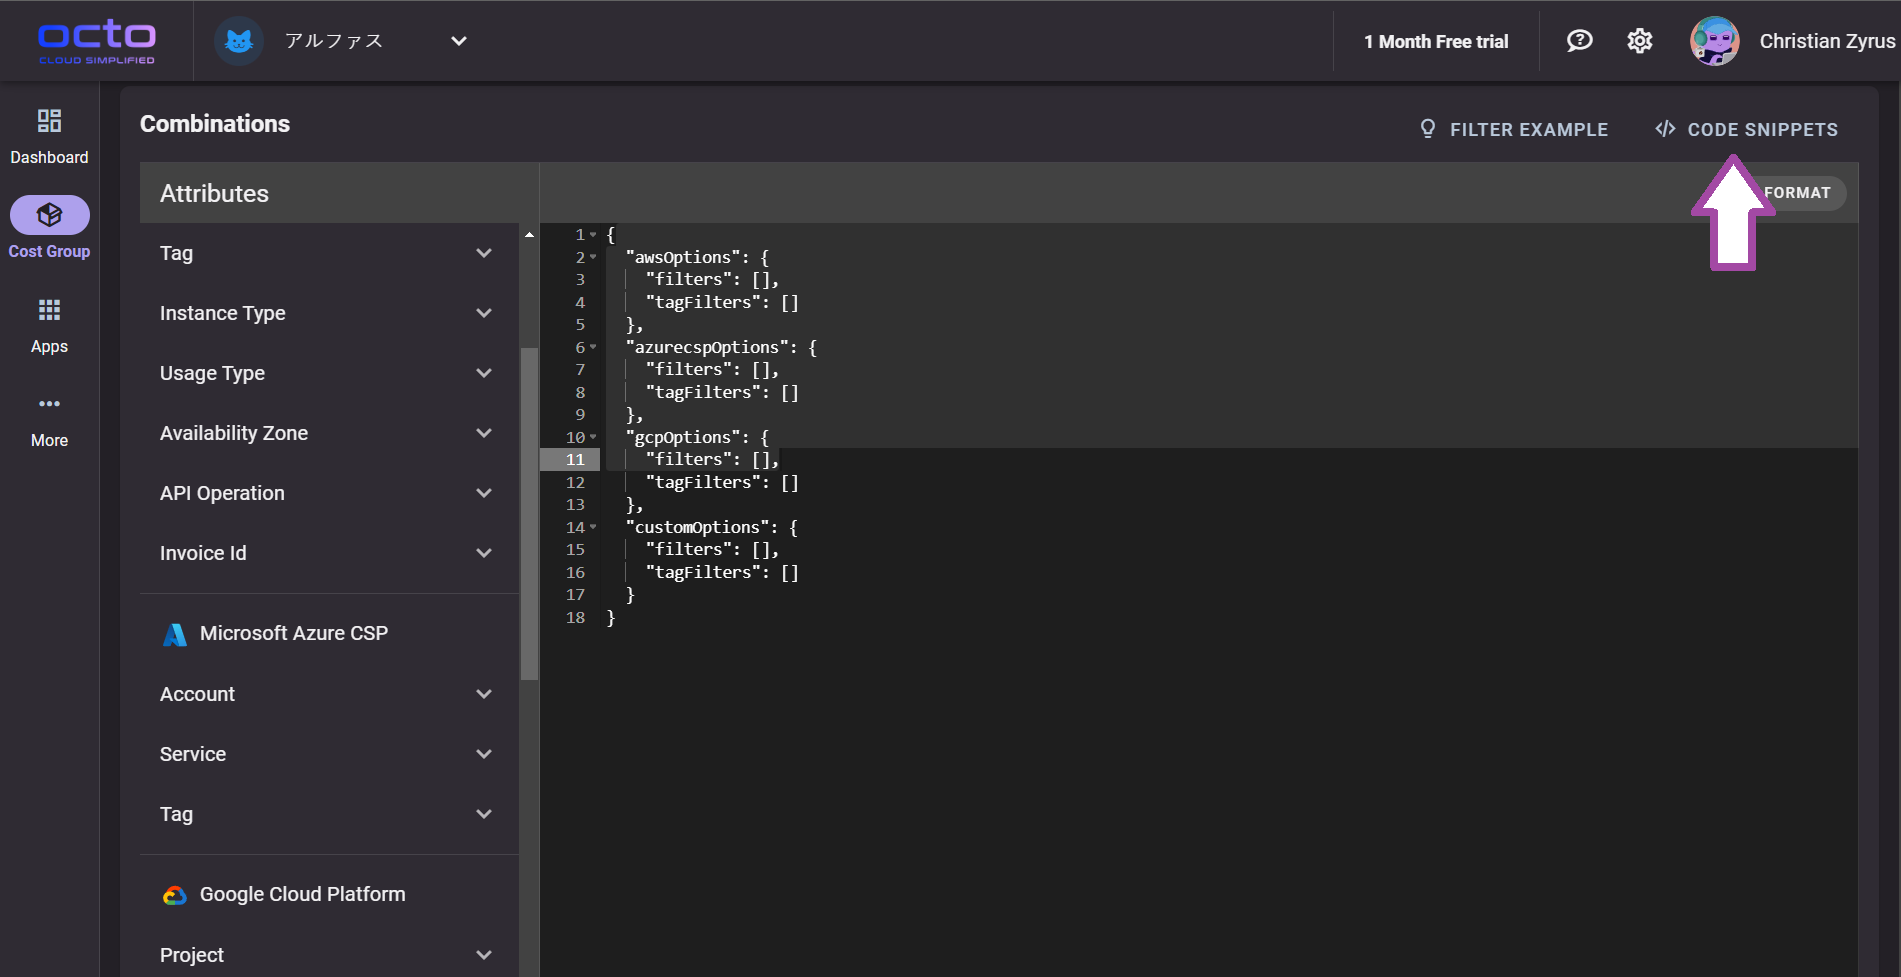 octo
CLOUD SIMPLIFIED
アルファス
1 Month Free trial
Christian Zyrus
Dashboard
Cost Group
Apps
More
Combinations
FILTER EXAMPLE
</> CODE SNIPPETS
Attributes
FORMAT
Tag
Instance Type
Usage Type
Availability Zone
API Operation
Invoice Id
Microsoft Azure CSP
Account
Service
Tag
Google Cloud Platform
Project
1 {
2 "awsOptions": {
3 "filters": [],
4 "tagFilters": []
5 },
6 "azurecspOptions": {
7 "filters": [],
8 "tagFilters": []
9 },
10 "gcpOptions": {
11 "filters": [],
12 "tagFilters": []
13 },
14 "customOptions": {
15 "filters": [],
16 "tagFilters": []
17 }
18 }